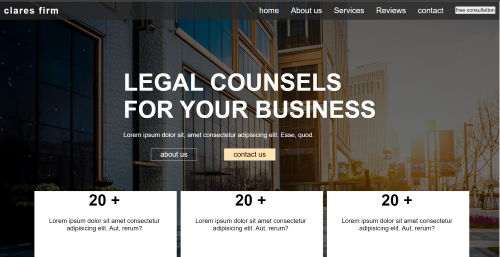 clares firm
home About us Services Reviews contact free consultation
LEGAL COUNSELS
FOR YOUR BUSINESS
Lorem ipsum dolor sit, amet consectetur adipisicing elit. Esse, quod.
about us contact us
20 +
Lorem ipsum dolor sit amet consectetur
adipisicing elit. Aut, rerum?
20 +
Lorem ipsum dolor sit amet consectetur
adipisicing elit. Aut, rerum?
20 +
Lorem ipsum dolor sit amet consectetur
adipisicing elit. Aut, rerum?